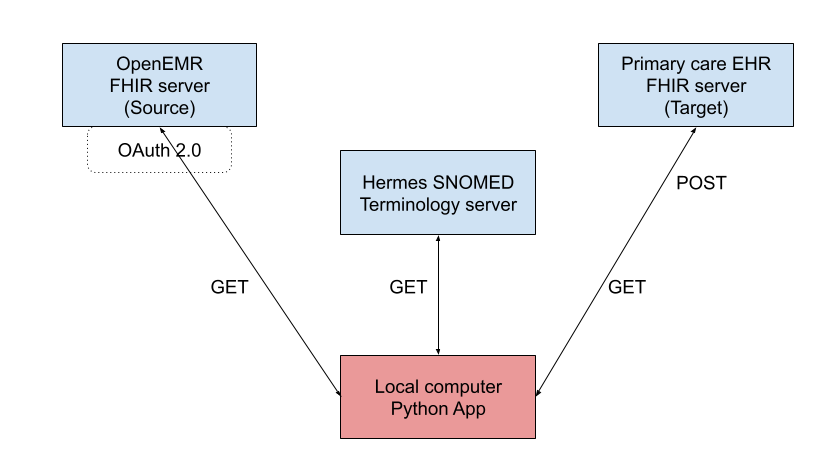 OpenEMR
FHIR server
(Source)
OAuth 2.0
Primary care EHR
FHIR server
(Target)
Hermes SNOMED
Terminology server
POST
GET
GET
GET
Local computer
Python App